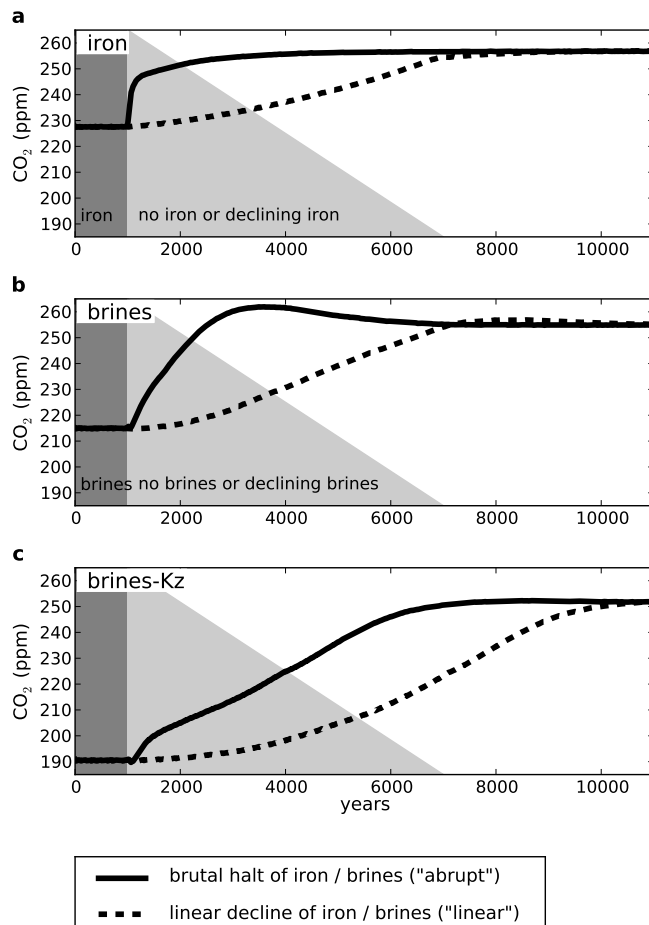 a
iron
260
250
240
230
220
210
200
190
CO2 (ppm)
iron no iron or declining iron
0 2000 4000 6000 8000 10000
b
brines
260
250
240
230
220
210
200
190
CO2 (ppm)
brines no brines or declining brines
0 2000 4000 6000 8000 10000
c
brines-Kz
260
250
240
230
220
210
200
190
CO2 (ppm)
0 2000 4000 6000 8000 10000
years
brutal halt of iron / brines ("abrupt")
linear decline of iron / brines ("linear")